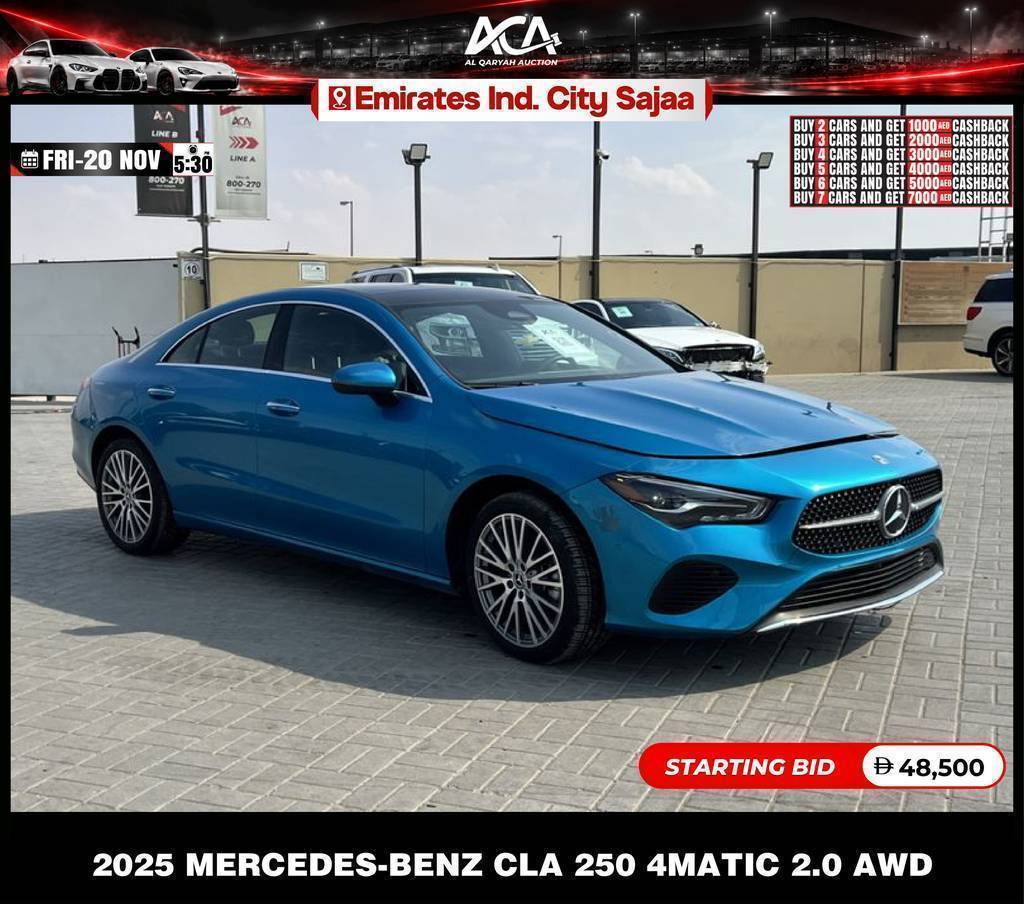 ACA
AL QARYAH AUCTION
Emirates Ind. City Sajaa
FRI-20 NOV 5:30
BUY 2 CARS AND GET 1000 AED CASHBACK
BUY 3 CARS AND GET 2000 AED CASHBACK
BUY 4 CARS AND GET 3000 AED CASHBACK
BUY 5 CARS AND GET 4000 AED CASHBACK
BUY 6 CARS AND GET 5000 AED CASHBACK
BUY 7 CARS AND GET 7000 AED CASHBACK
ACA
LINE B
800-270
ACA
LINE A
800-270
10
STARTING BID 48,500
2025 MERCEDES-BENZ CLA 250 4MATIC 2.0 AWD